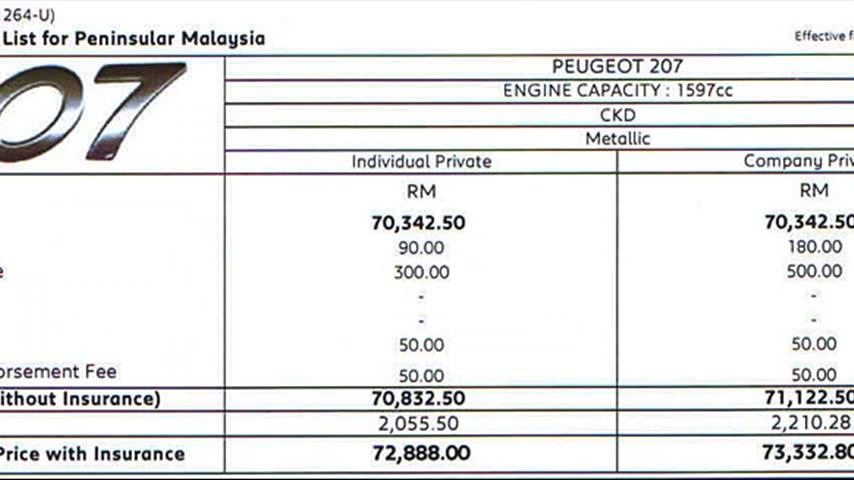 264-U)
List for Peninsular Malaysia
Effective f
07
PEUGEOT 207
ENGINE CAPACITY : 1597cc
CKD
Metallic
Individual Private Company Priv
RM RM
70,342.50 70,342.50
90.00 180.00
e 300.00 500.00
- -
- -
50.00 50.00
orsement Fee 50.00 50.00
ithout Insurance) 70,832.50 71,122.50
2,055.50 2,210.28
Price with Insurance 72,888.00 73,332.80